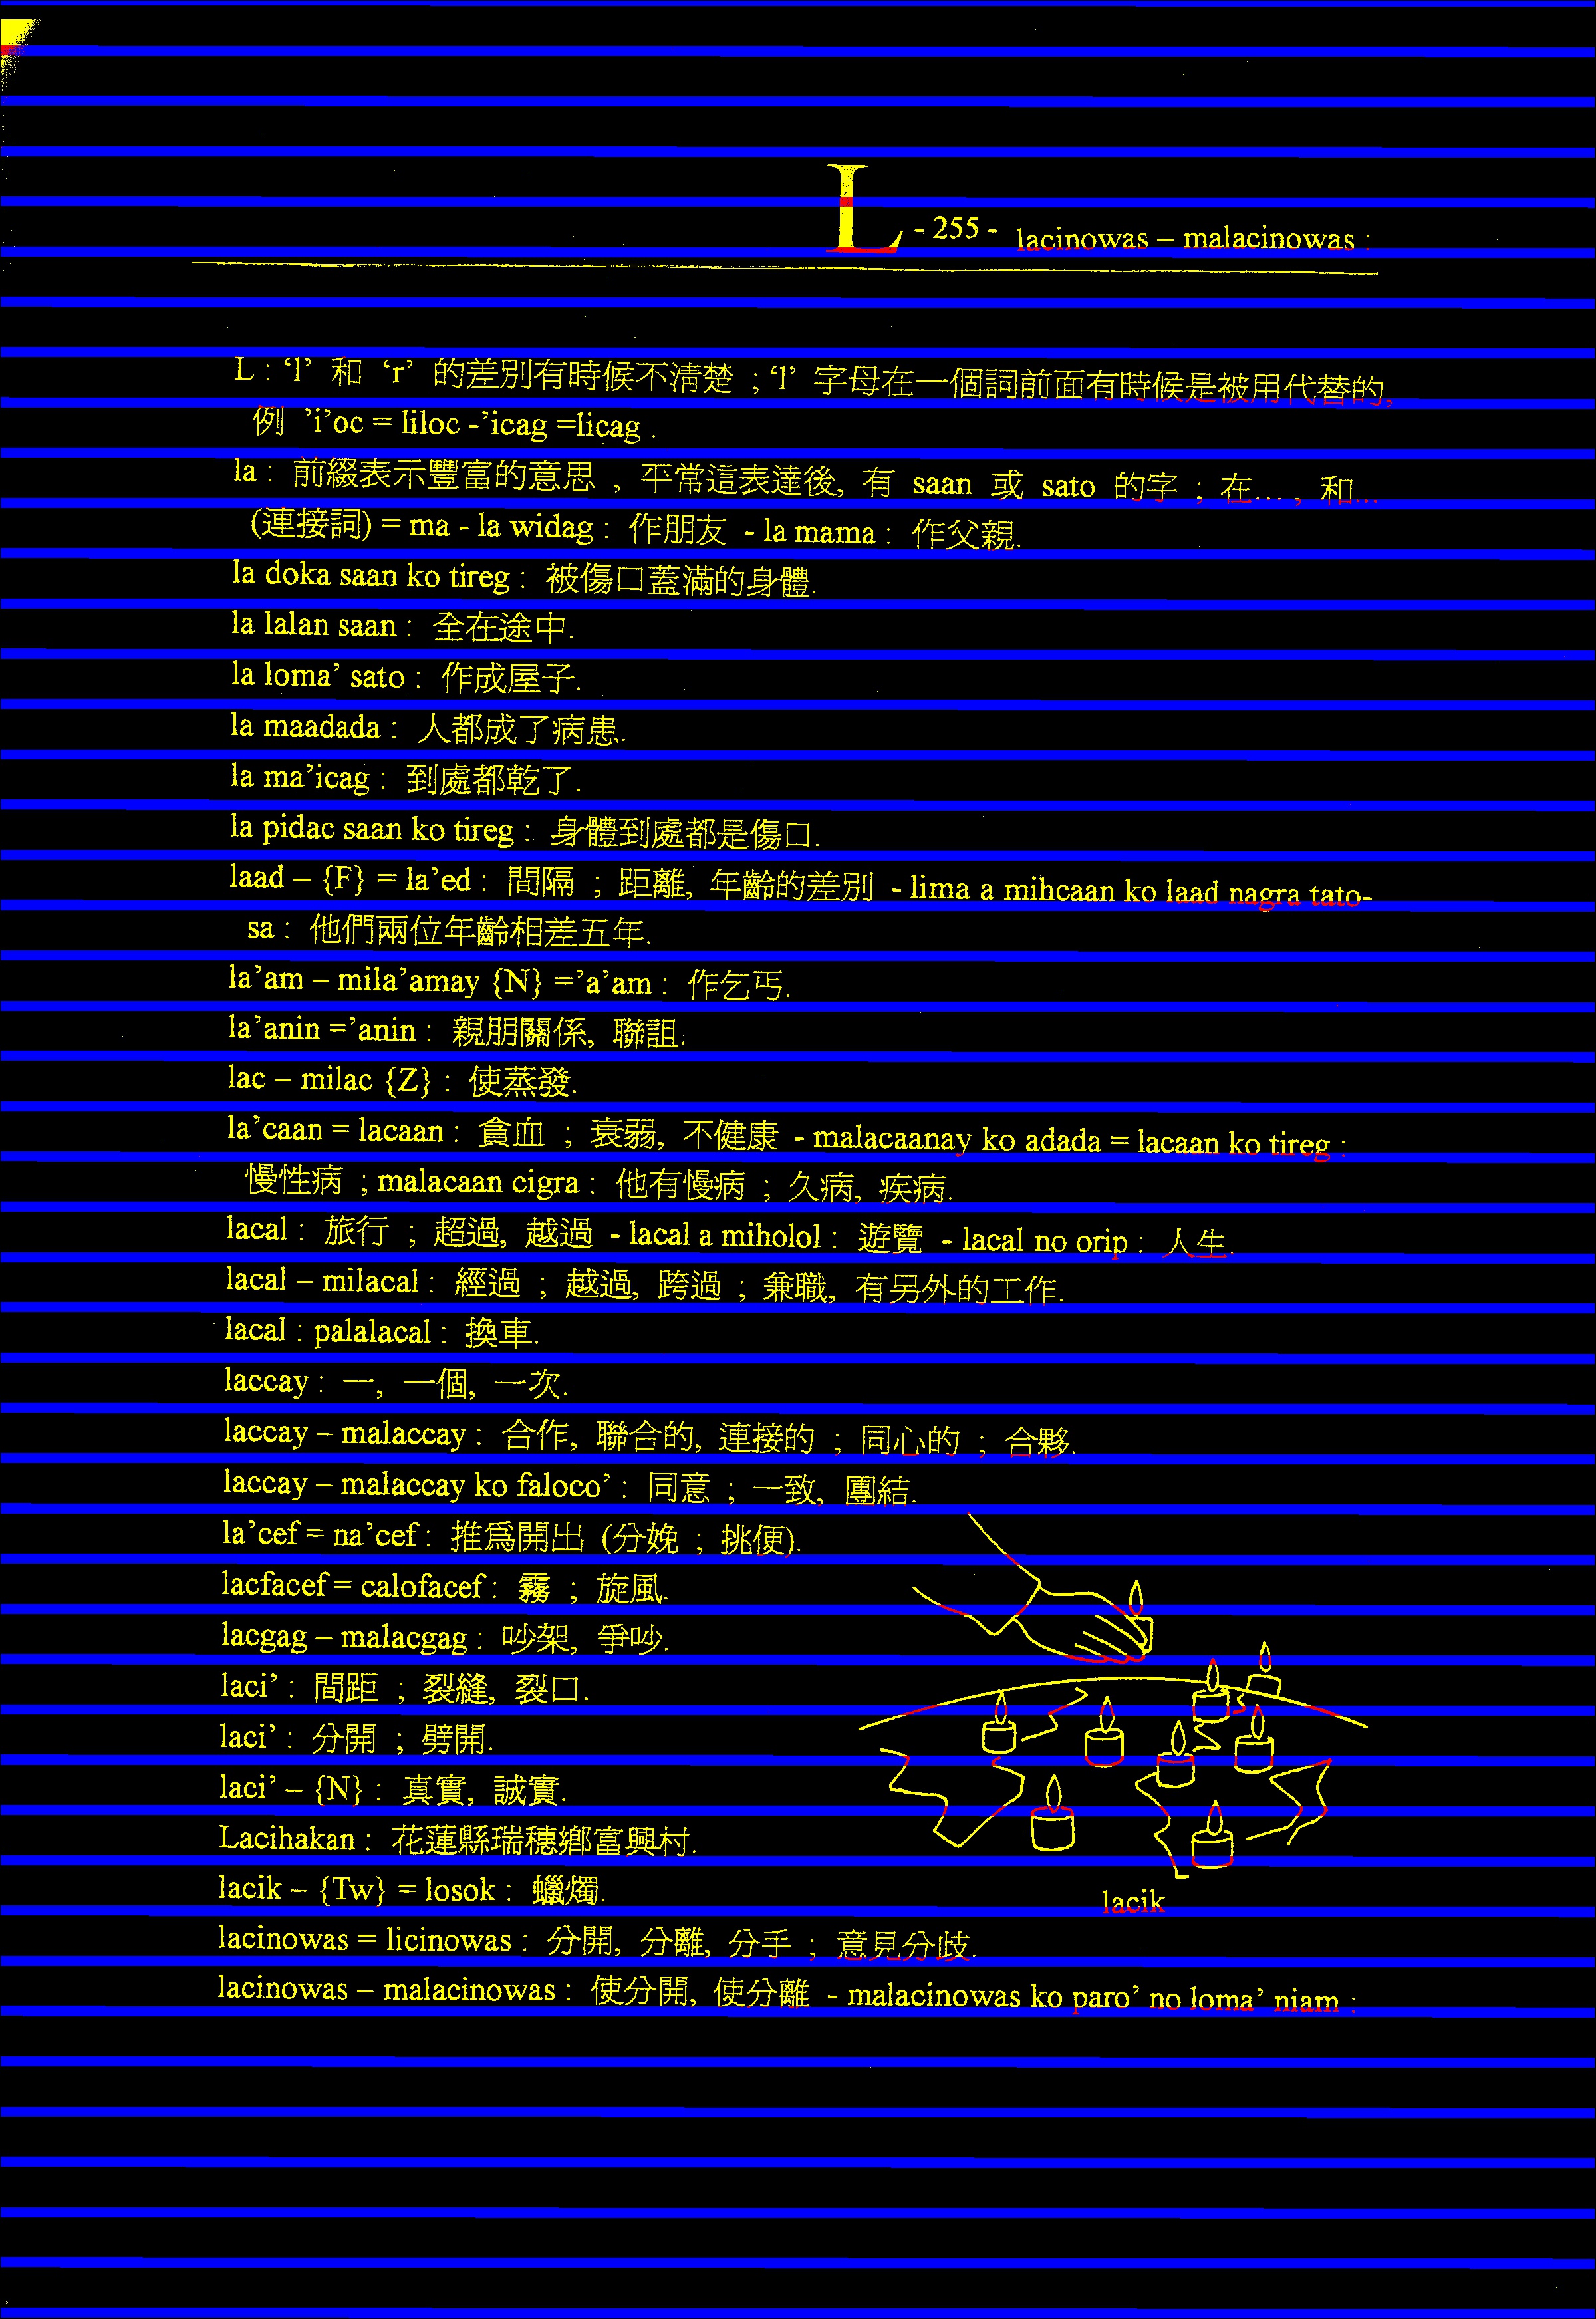 L - 255 - lacinowas – malacinowas :
L : ‘l’ 和 ‘r’ 的差別有時候不清楚 ; ‘l’ 字母在一個詞前面有時候是被用代替的,
例 ’i’oc = liloc -’icag =licag .
la : 前綴表示豐富的意思 , 平常這表達後, 有 saan 或 sato 的字 ; 在... , 和...
(連接詞) = ma - la widag : 作朋友 - la mama : 作父親.
la doka saan ko tireg : 被傷口蓋滿的身體.
la lalan saan : 全在途中.
la loma’ sato : 作成屋子.
la maadada : 人都成了病患.
la ma’icag : 到處都乾了.
la pidac saan ko tireg : 身體到處都是傷口.
laad – {F} = la’ed : 間隔 ; 距離, 年齡的差別 - lima a mihcaan ko laad nagra tato-
sa : 他們兩位年齡相差五年.
la’am – mila’amay {N} =’a’am : 作乞丐.
la’anin =’anin : 親朋關係, 聯詛.
lac – milac {Z} : 使蒸發.
la’caan = lacaan : 貪血 ; 衰弱, 不健康 - malacaanay ko adada = lacaan ko tireg :
慢性病 ; malacaan cigra : 他有慢病 ; 久病, 疾病.
lacal : 旅行 ; 超過, 越過 - lacal a miholol : 遊覽 - lacal no orip : 人生.
lacal – milacal : 經過 ; 越過, 跨過 ; 兼職, 有另外的工作.
lacal : palalacal : 換車.
laccay : 一, 一個, 一次.
laccay – malaccay : 合作, 聯合的, 連接的 ; 同心的 ; 合夥.
laccay – malaccay ko faloco’ : 同意 ; 一致, 團結.
la’cef = na’cef : 推為開出 (分娩 ; 挑便).
lacfacef = calofacef : 霧 ; 旋風.
lacgag – malacgag : 吵架, 爭吵.
laci’ : 間距 ; 裂縫, 裂口.
laci’ : 分開 ; 劈開.
laci’ – {N} : 真實, 誠實.
Lacihakan : 花蓮縣瑞穗鄉富興村.
lacik – {Tw} = losok : 蠟燭.
lacik
lacinowas = licinowas : 分開, 分離, 分手 ; 意見分歧.
lacinowas – malacinowas : 使分開, 使分離 - malacinowas ko paro’ no loma’ niam :